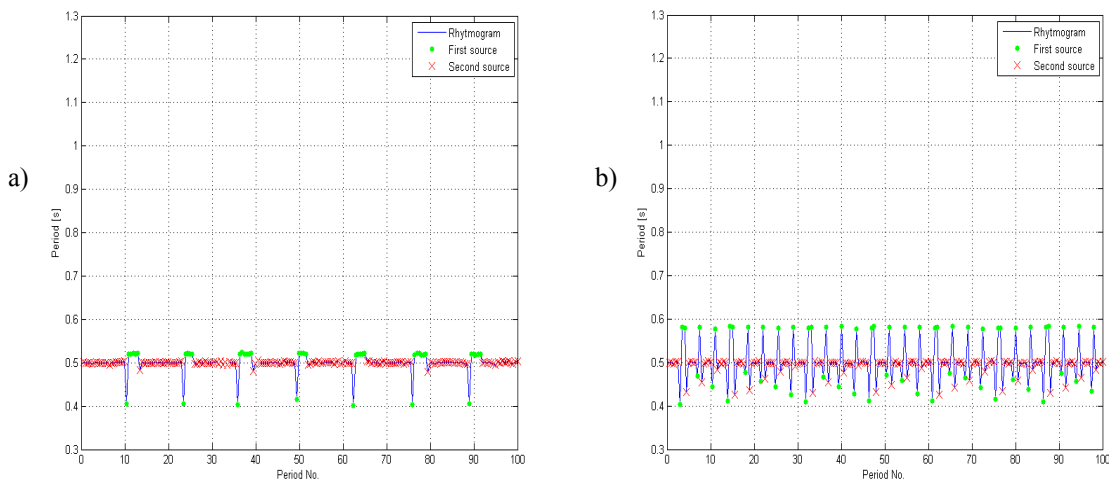 a)
1.3
1.2
1.1
1
0.9
0.8
0.7
0.6
0.5
0.4
0.3
Period [s]
0 10 20 30 40 50 60 70 80 90 100
Period No.
Rhytmogram
First source
Second source
b)
1.3
1.2
1.1
1
0.9
0.8
0.7
0.6
0.5
0.4
0.3
Period [s]
0 10 20 30 40 50 60 70 80 90 100
Period No.
Rhytmogram
First source
Second source